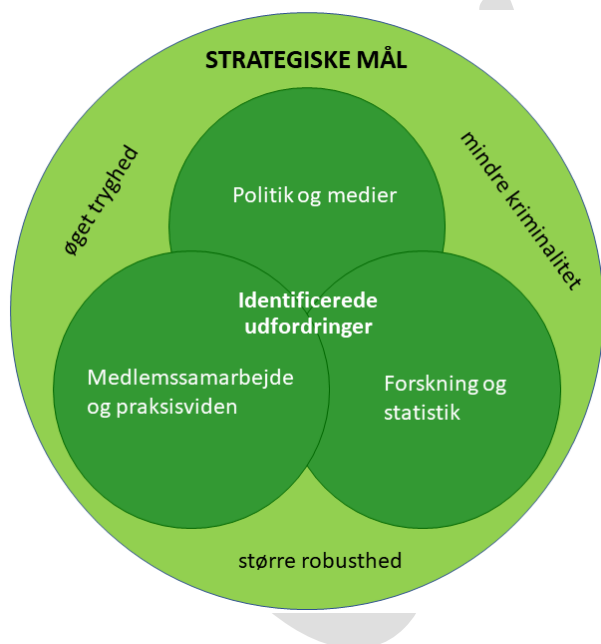 STRATEGISKE MÅL
øget tryghed
mindre kriminalitet
Politik og medier
Identificerede
udfordringer
Medlemssamarbejde
og praksisviden
Forskning og
statistik
større robusthed